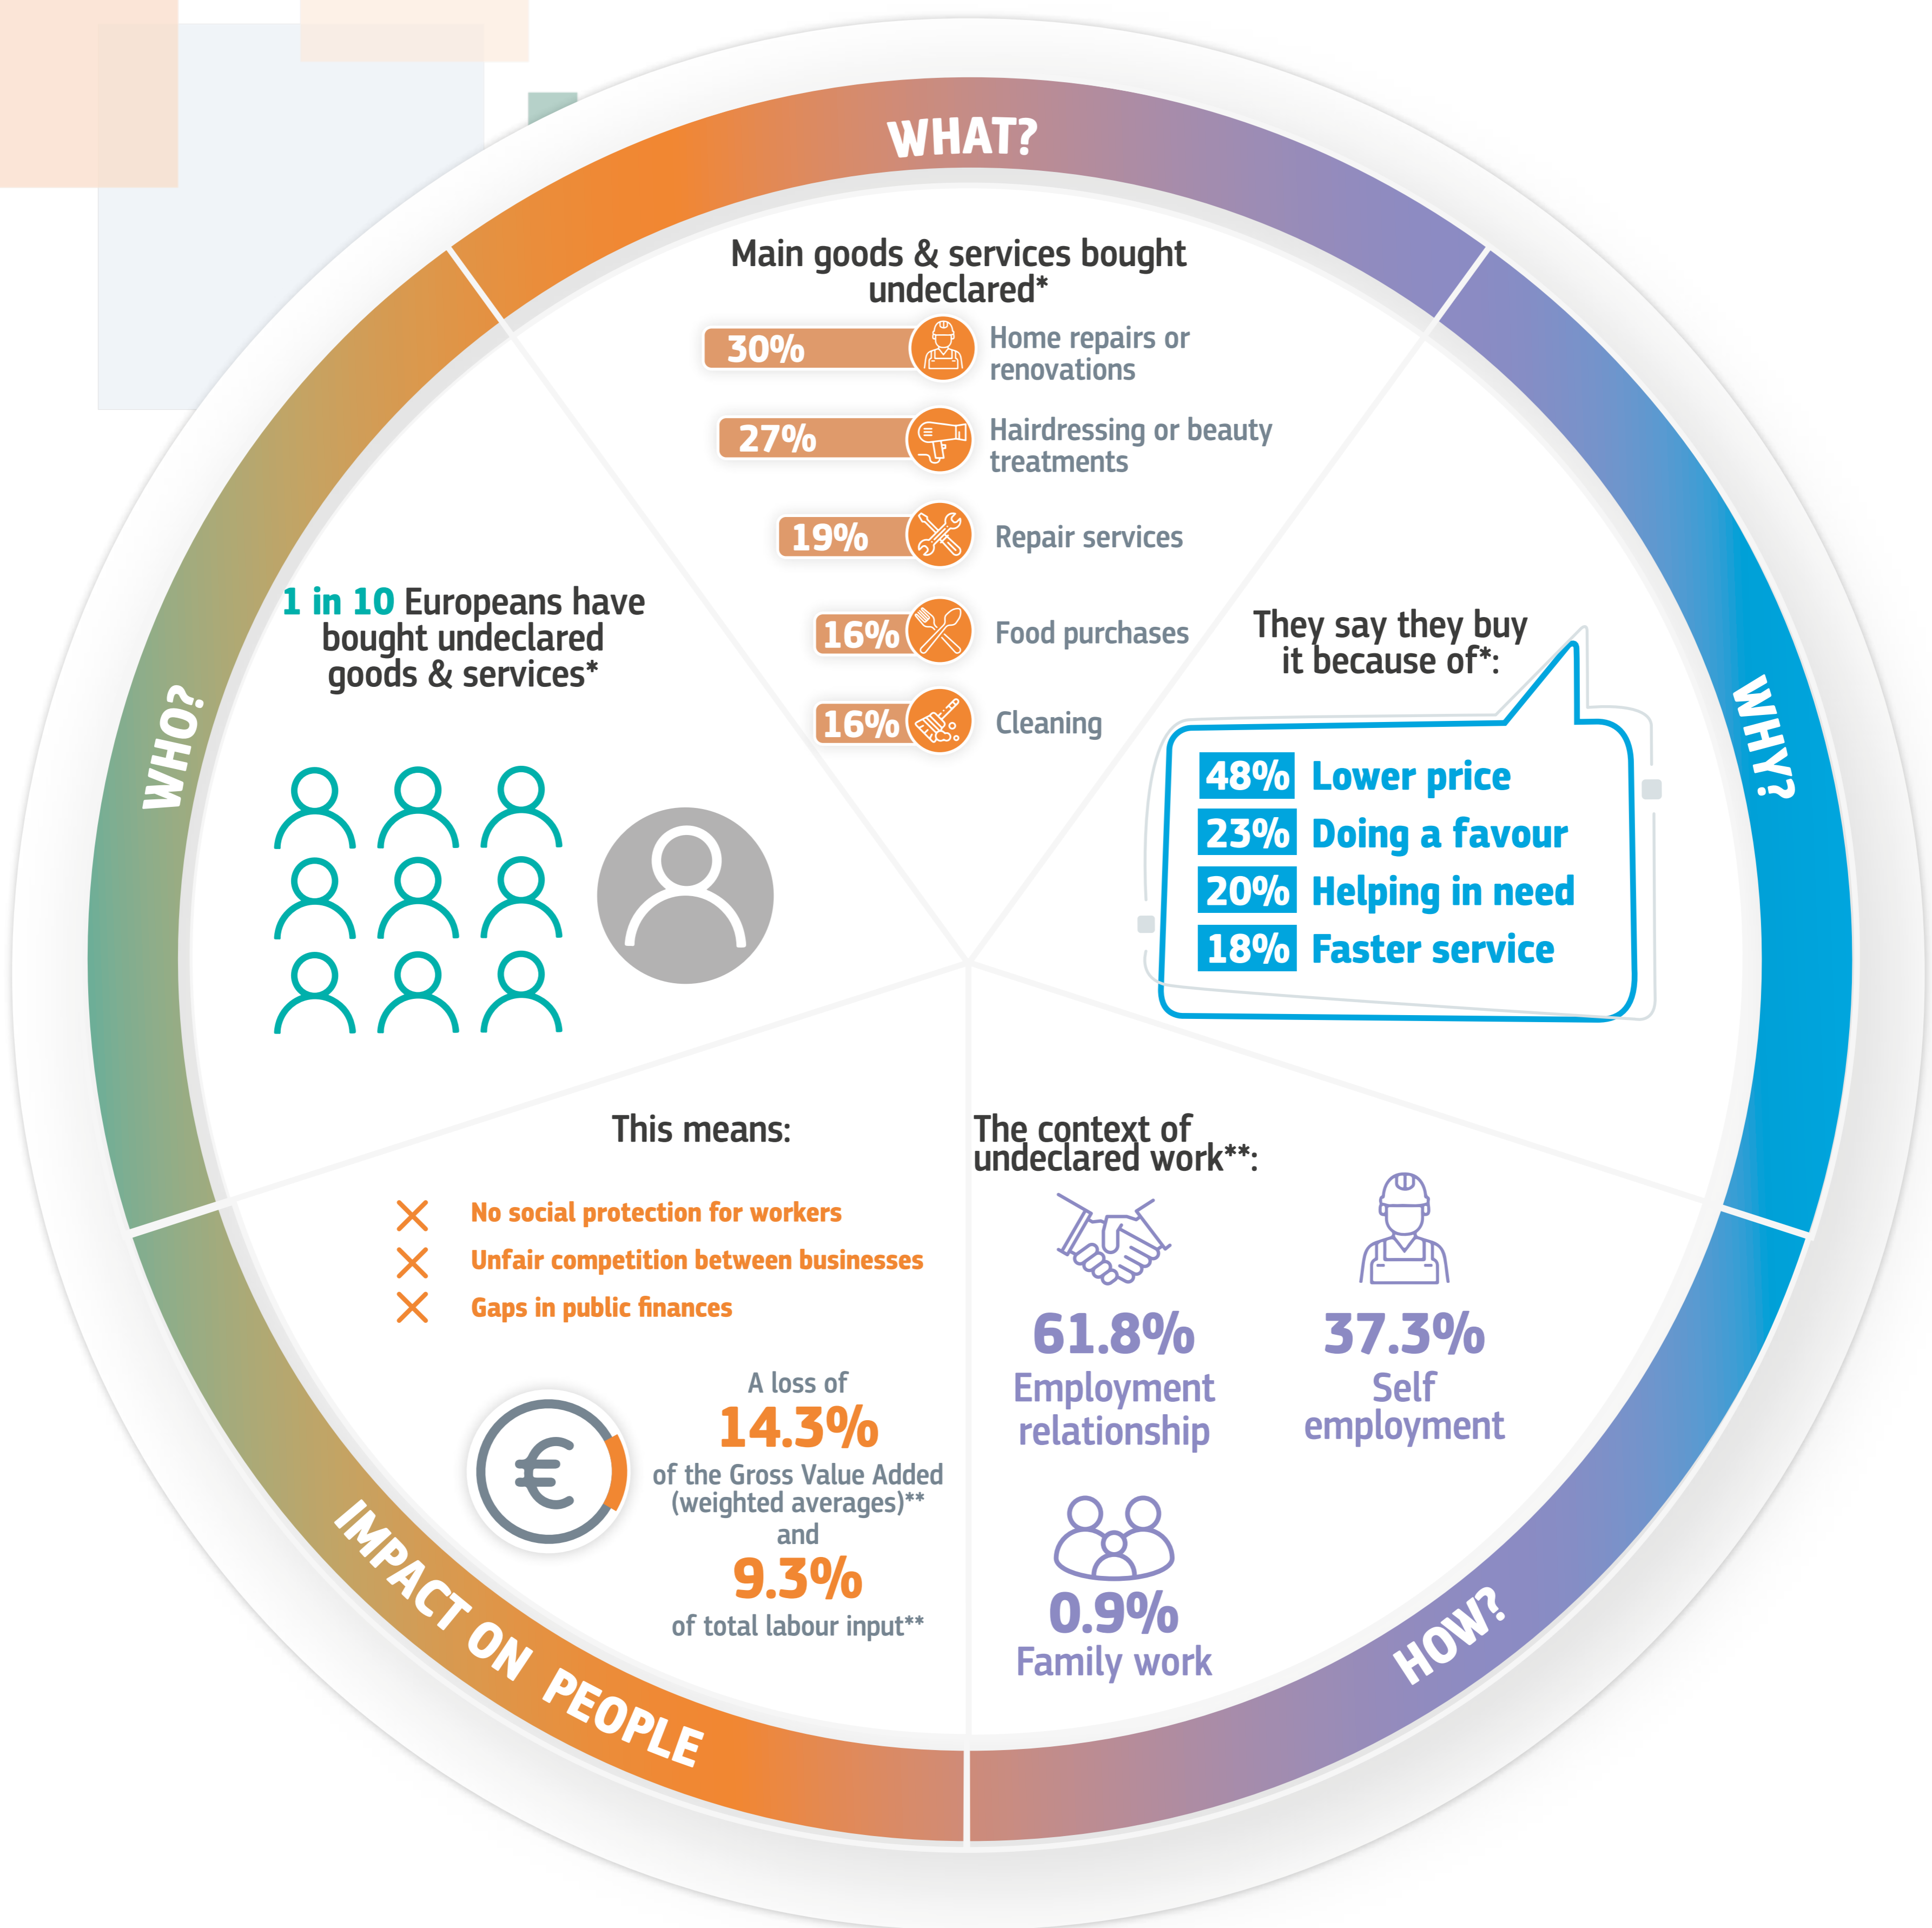 WHAT?
Main goods & services bought
undeclared*
30%
Home repairs or
renovations
27%
Hairdressing or beauty
treatments
19%
Repair services
16%
Food purchases
16%
Cleaning
WHY?
They say they buy
it because of*:
48% Lower price
23% Doing a favour
20% Helping in need
18% Faster service
HOW?
The context of
undeclared work**:
61.8%
Employment
relationship
37.3%
Self
employment
0.9%
Family work
IMPACT ON PEOPLE
This means:
No social protection for workers
Unfair competition between businesses
Gaps in public finances
€
A loss of
14.3%
of the Gross Value Added
(weighted averages)**
and
9.3%
of total labour input**
WHO?
1 in 10 Europeans have
bought undeclared
goods & services*